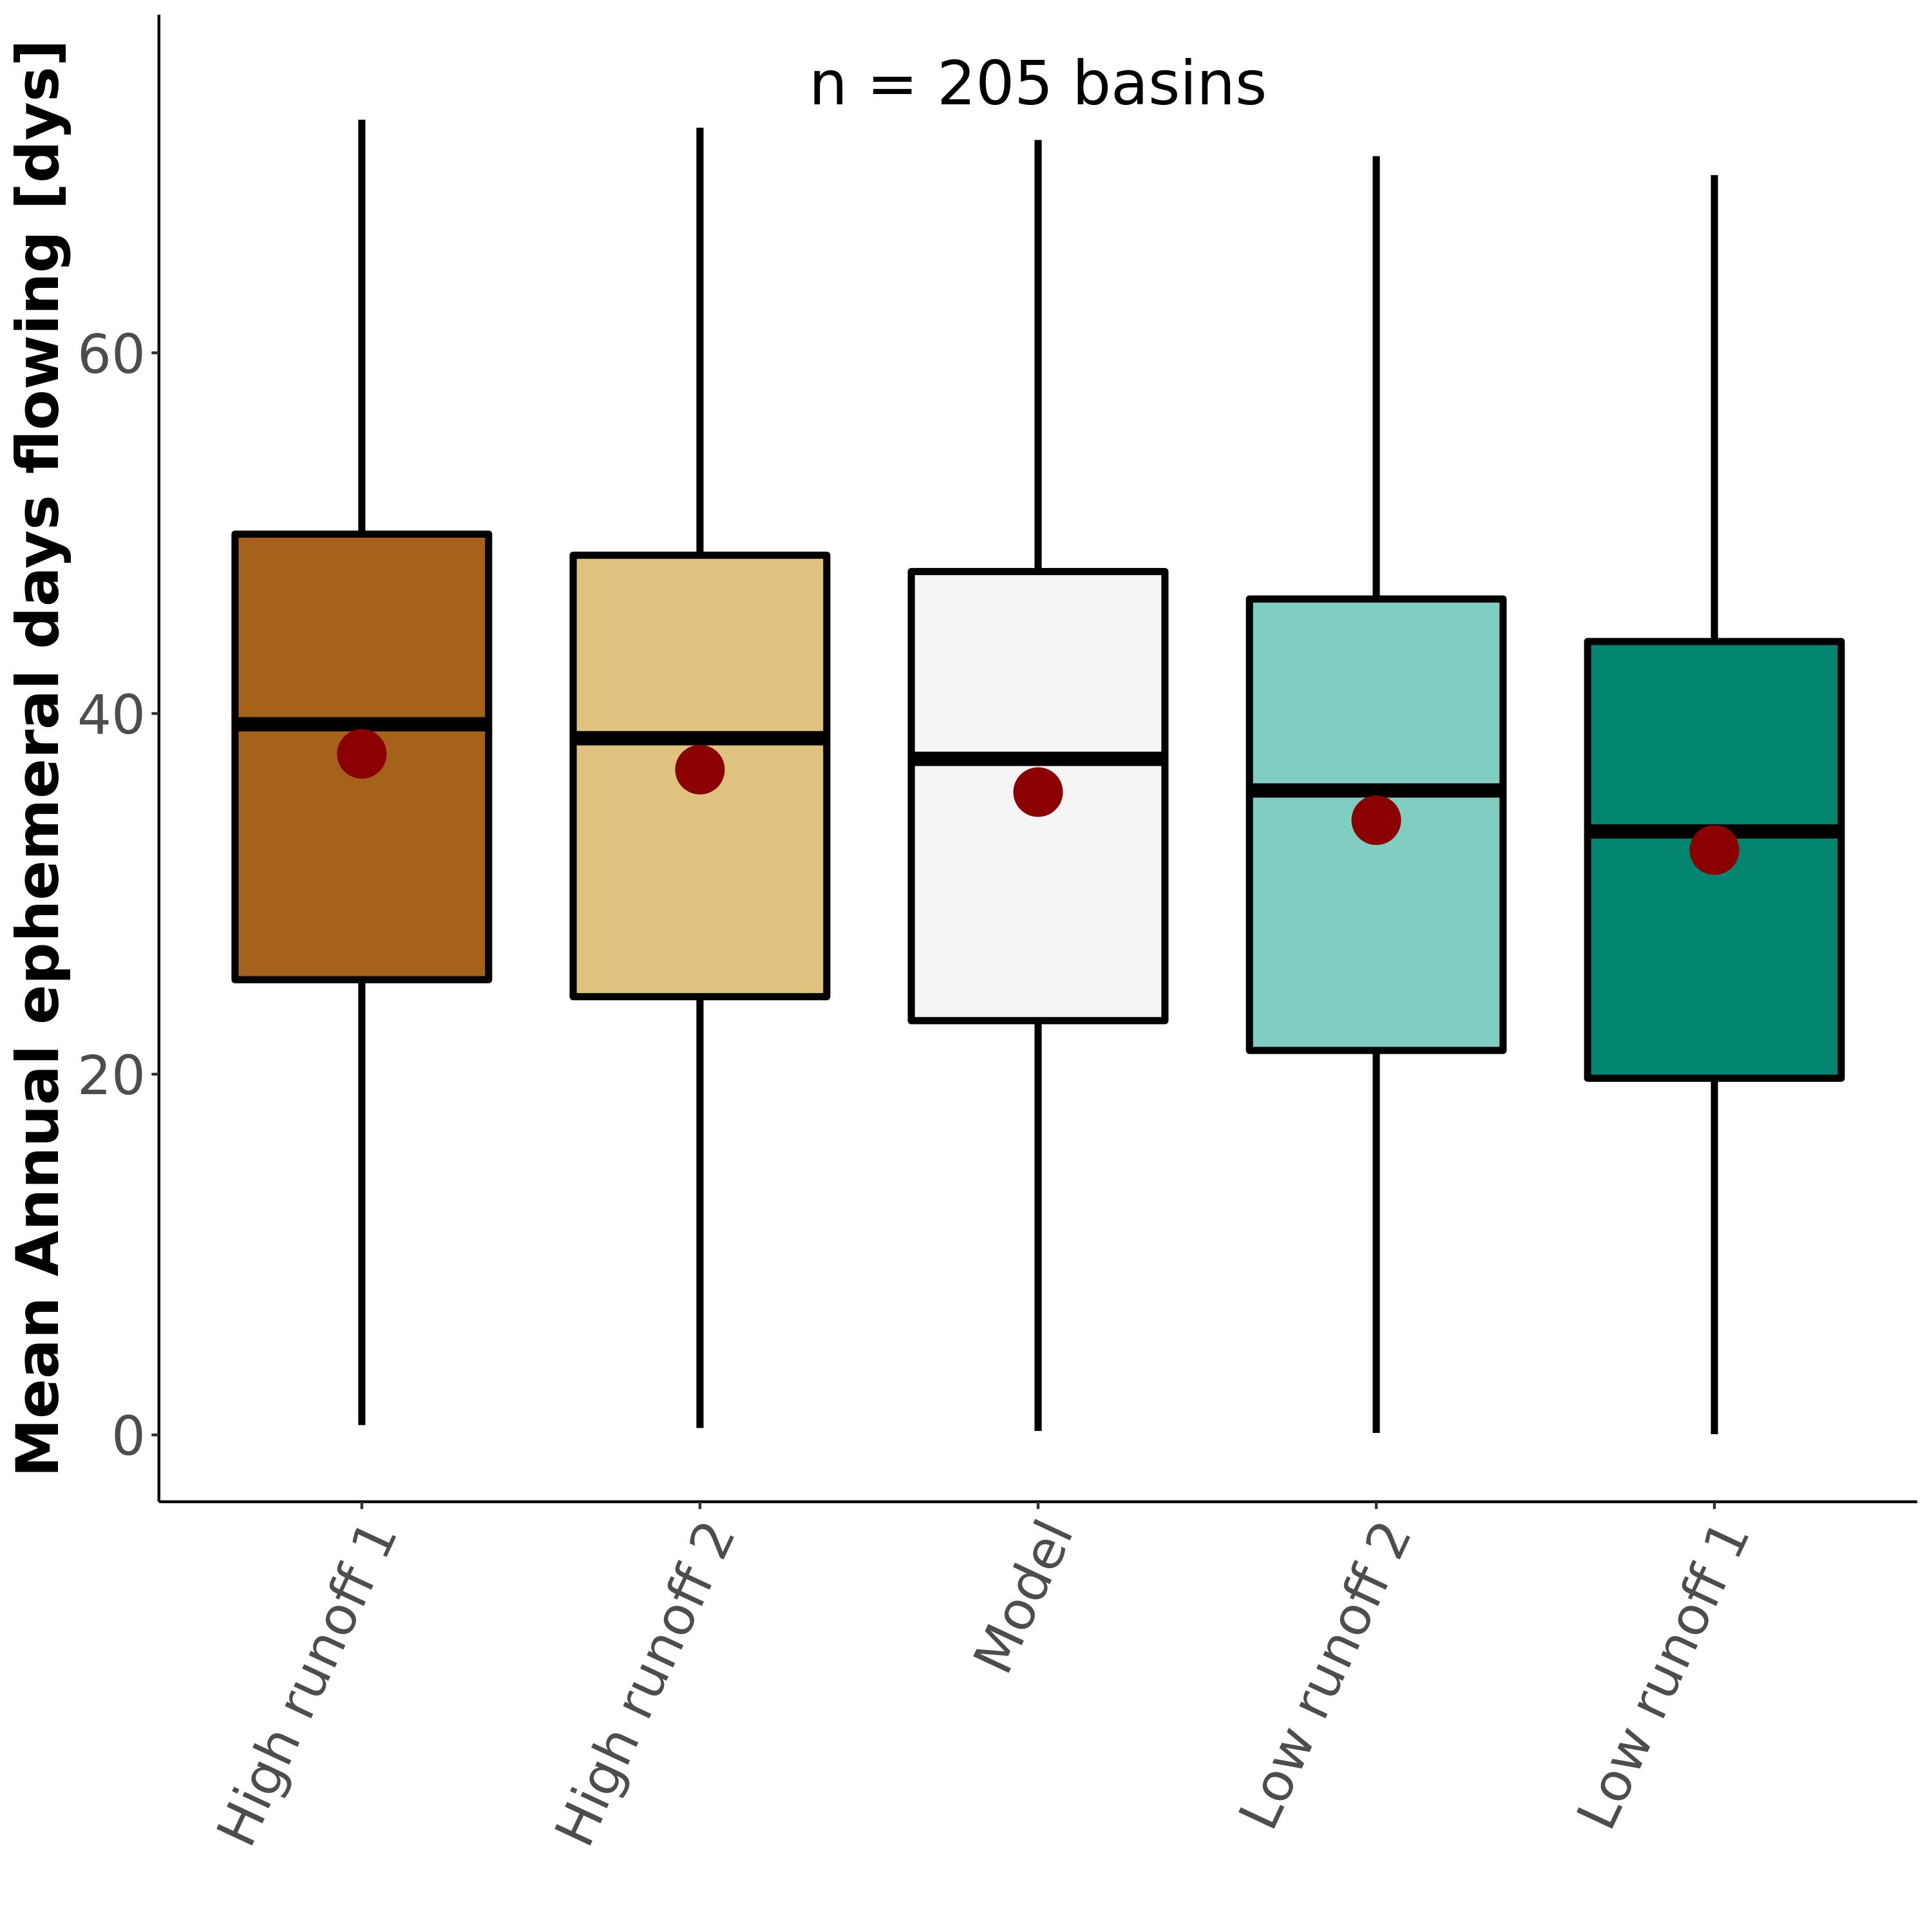 n = 205 basins
Mean Annual ephemeral days flowing [dys]
60
40
20
0
High runoff 1
High runoff 2
Model
Low runoff 2
Low runoff 1